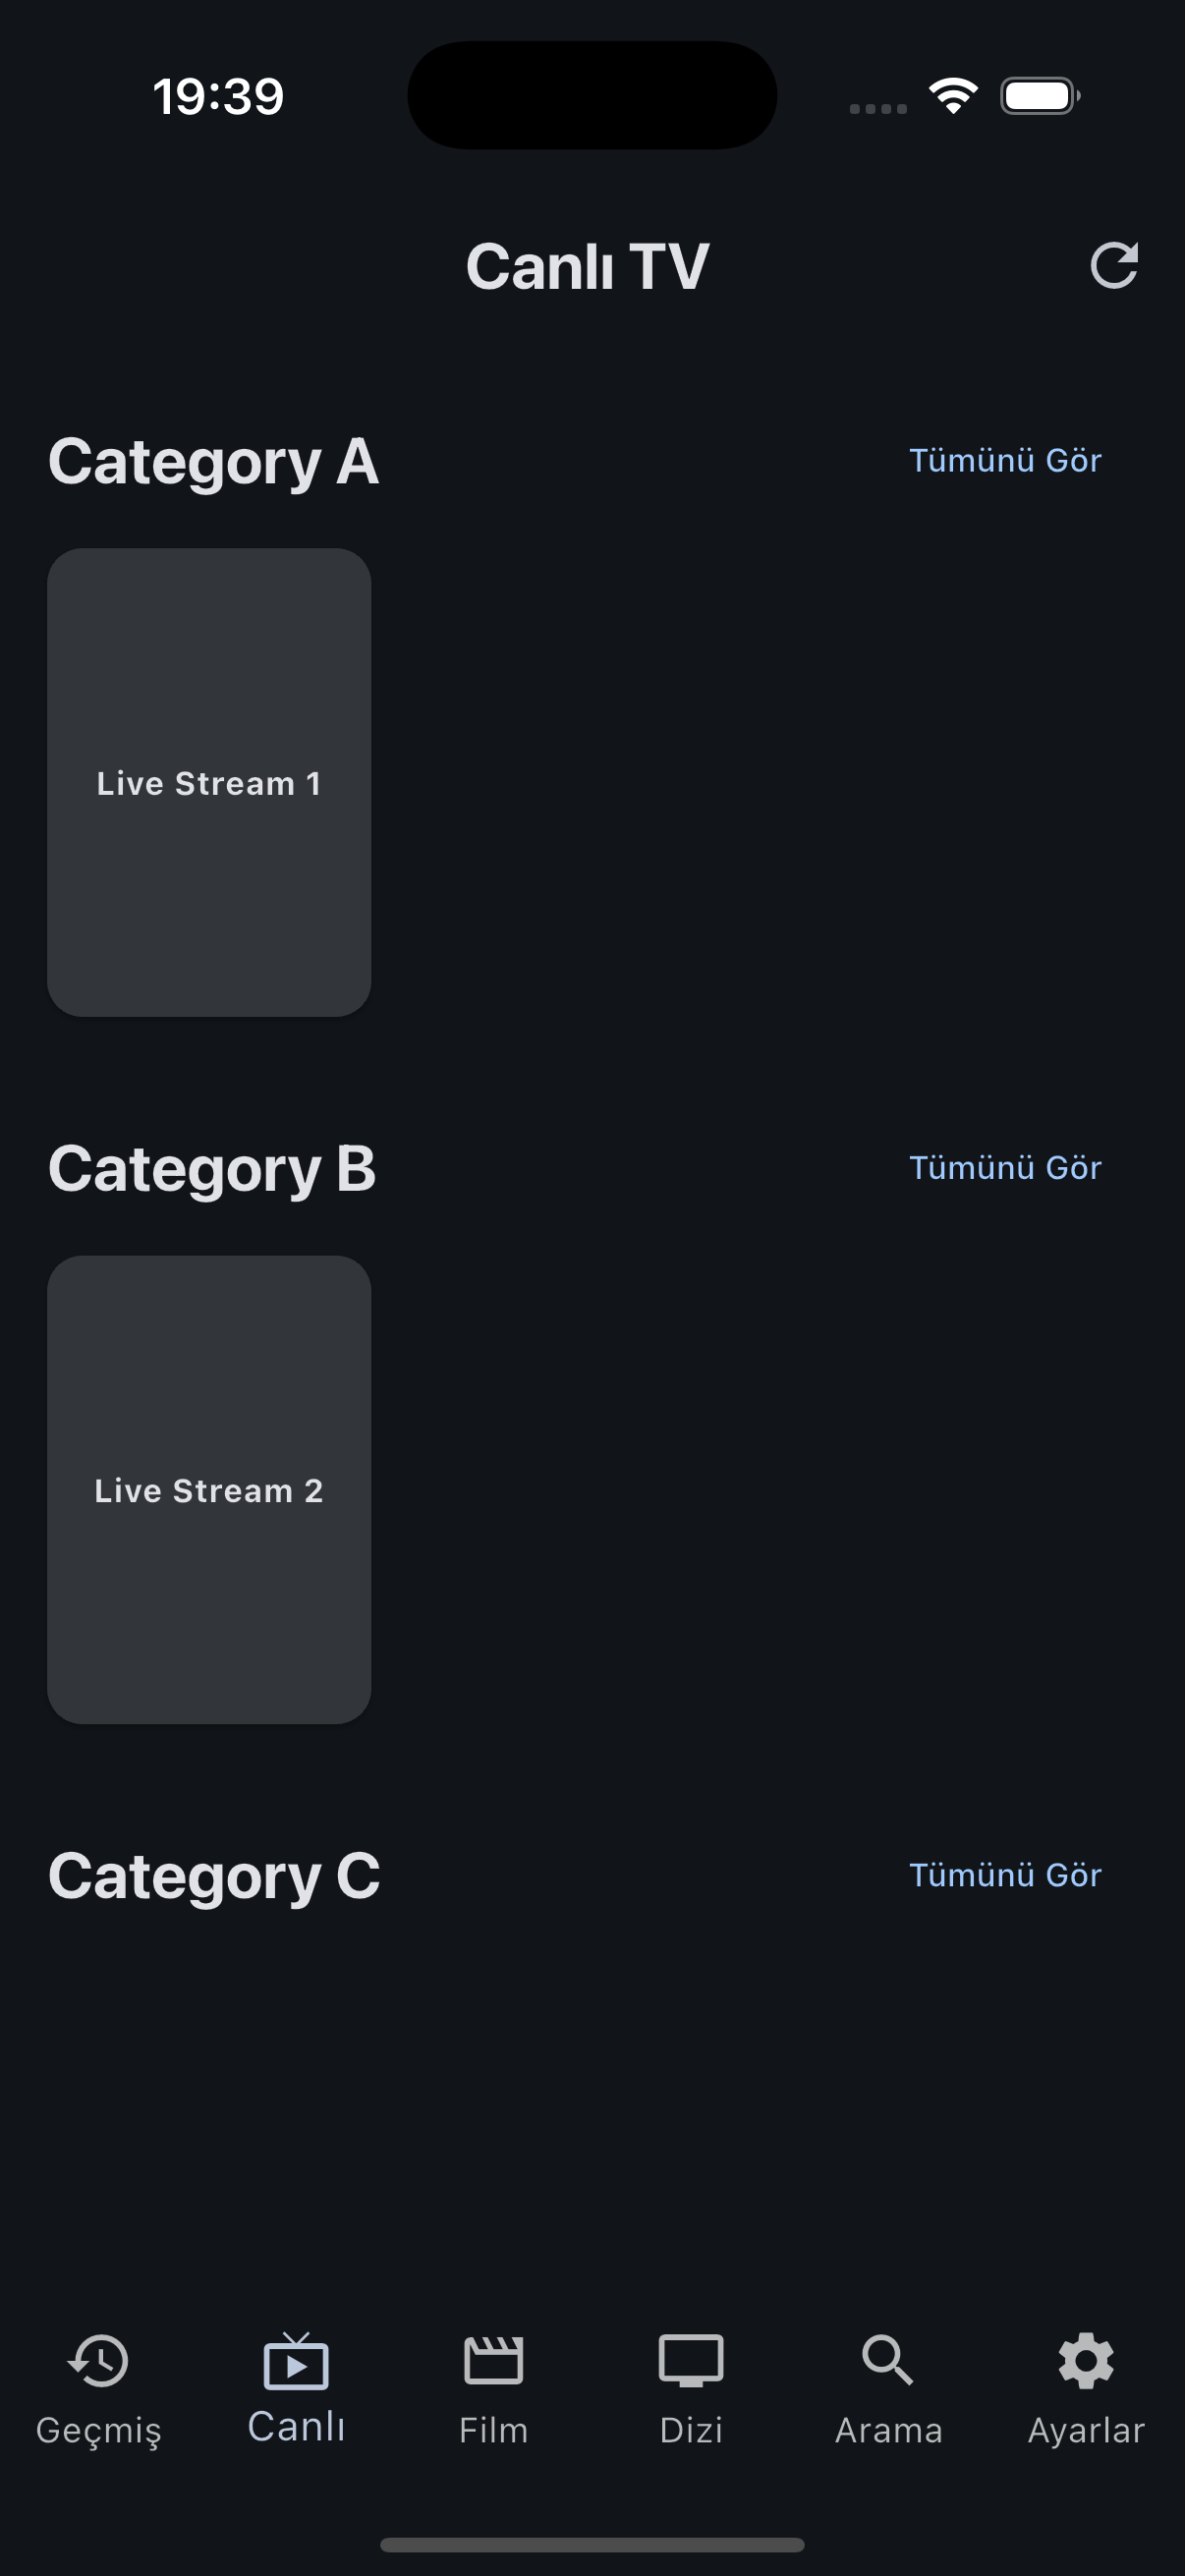 19:39
Canlı TV
Category A
Tümünü Gör
Live Stream 1
Category B
Tümünü Gör
Live Stream 2
Category C
Tümünü Gör
Geçmiş
Canlı
Film
Dizi
Arama
Ayarlar